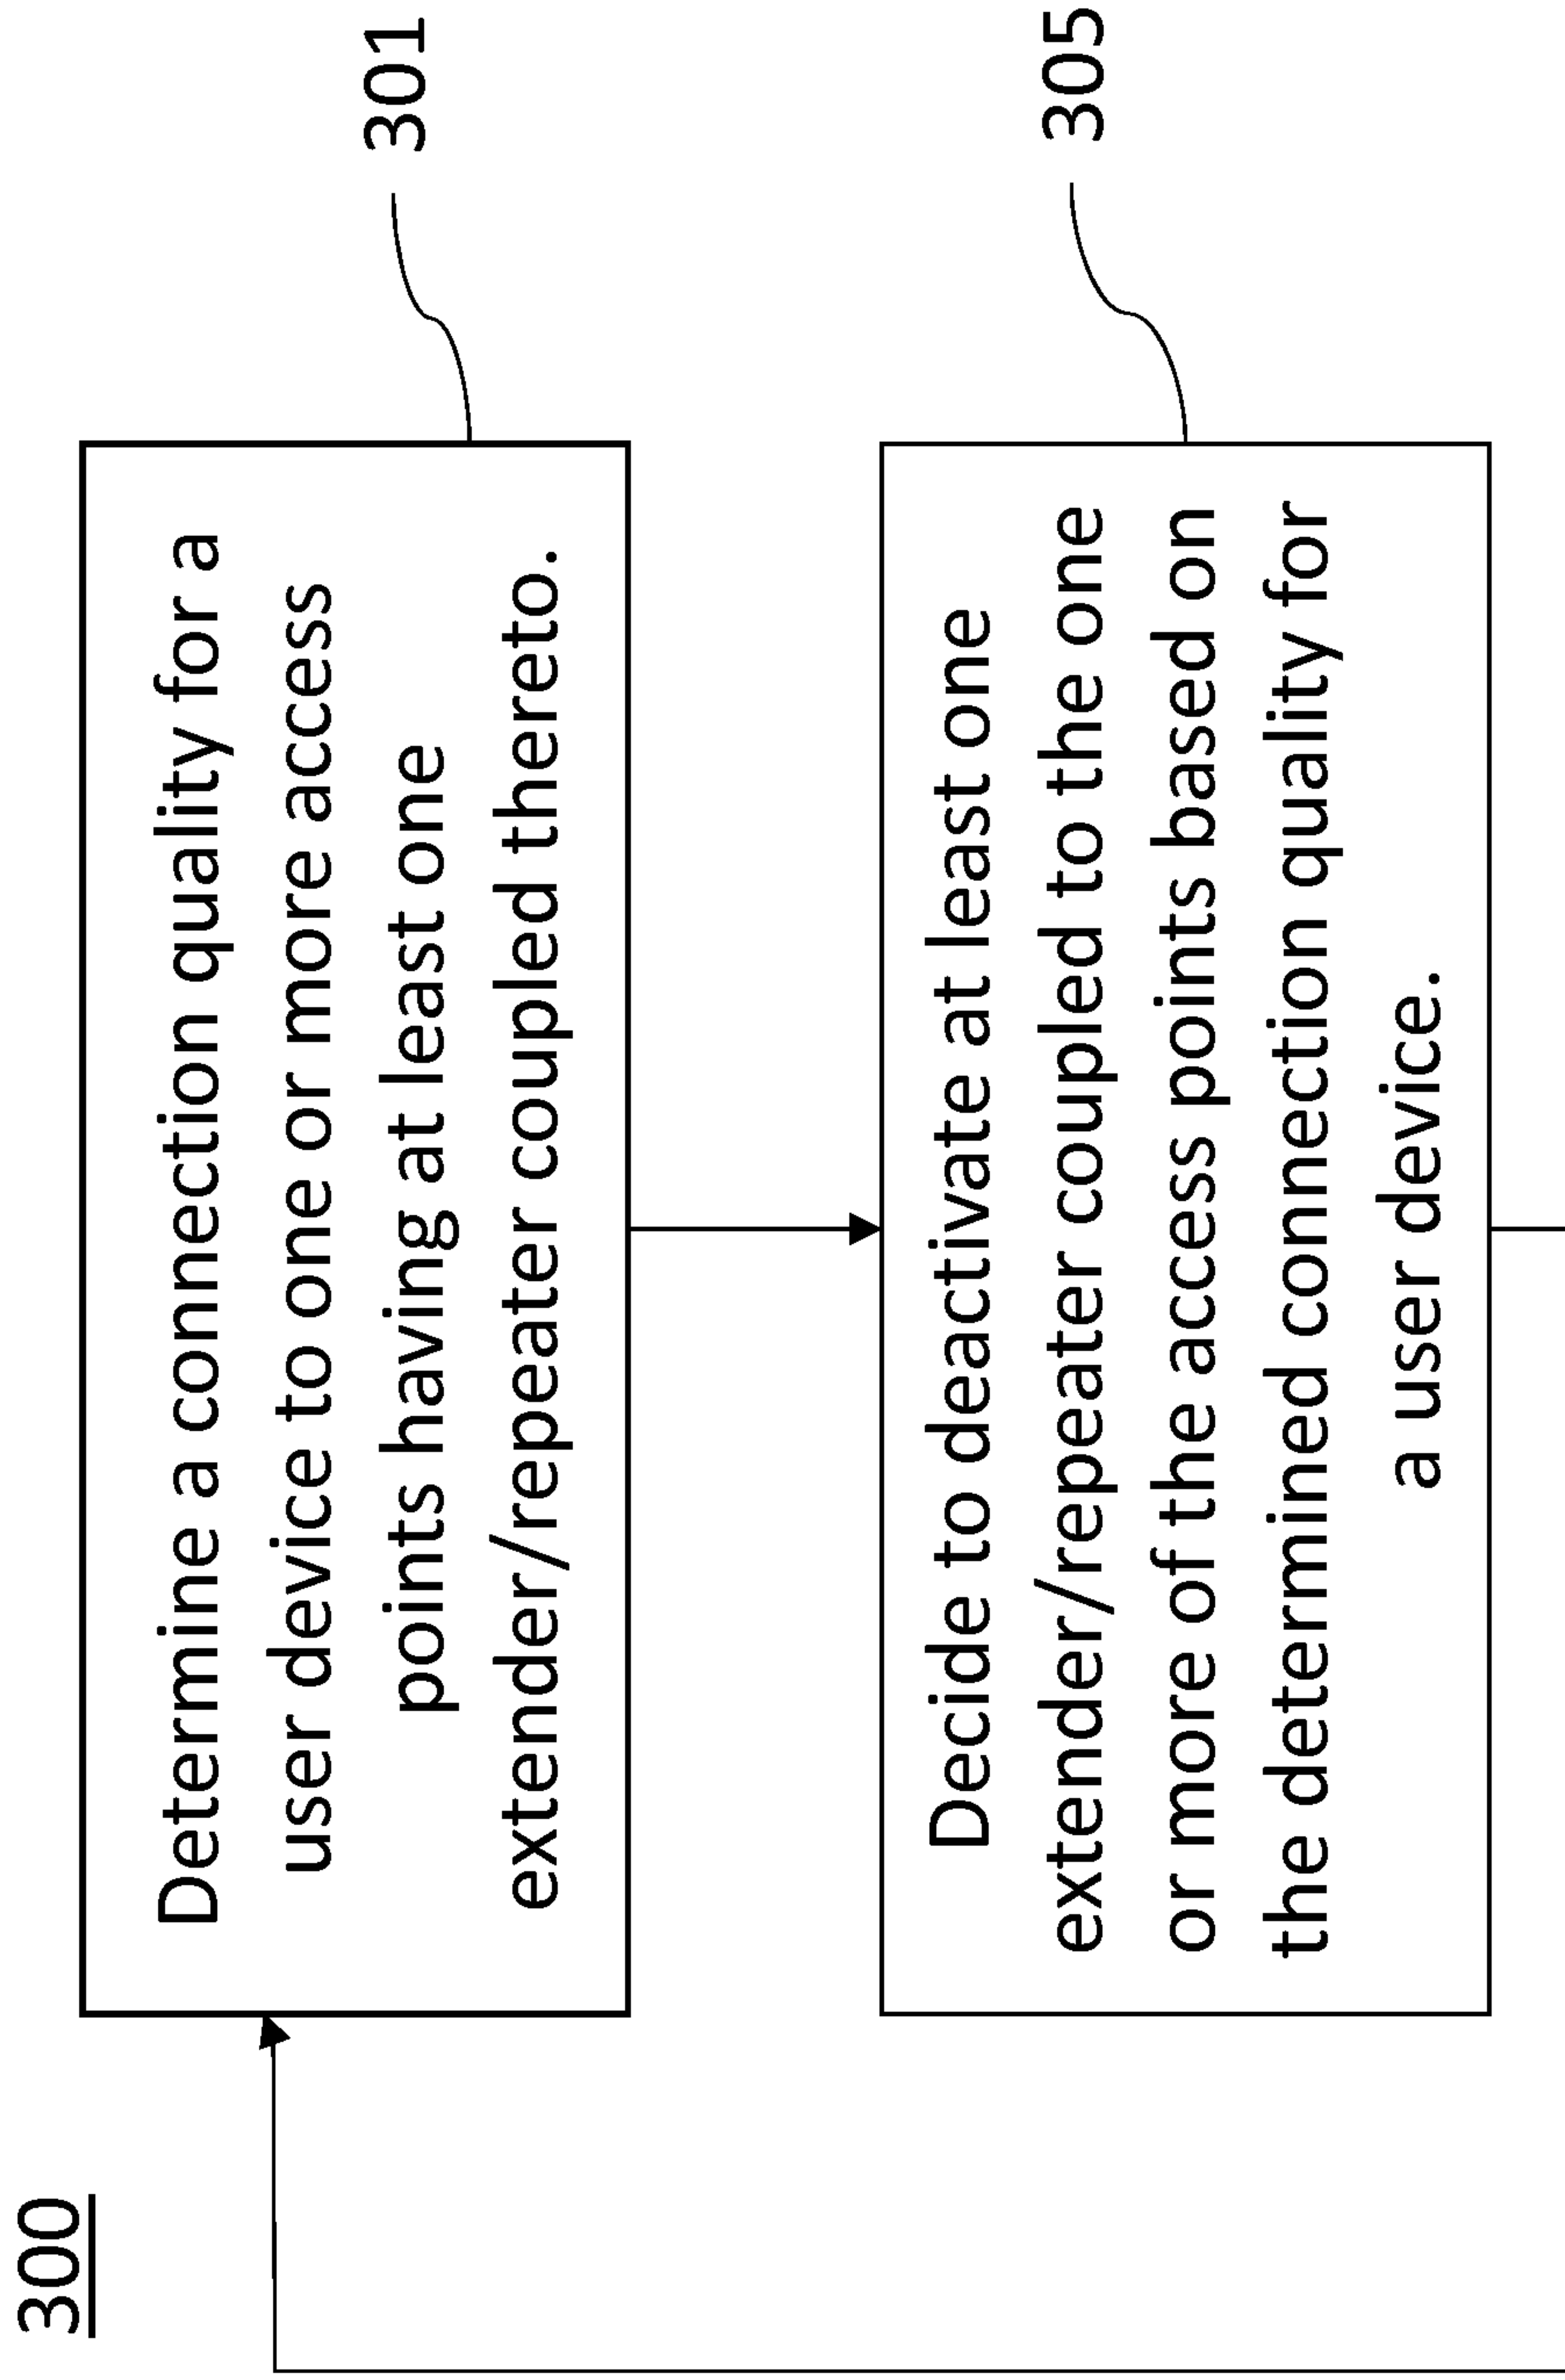 300
Determine a connection quality for a
user device to one or more access
points having at least one
extender/repeater coupled thereto.
301
Decide to deactivate at least one
extender/repeater coupled to the one
or more of the access points based on
the determined connection quality for
a user device.
305